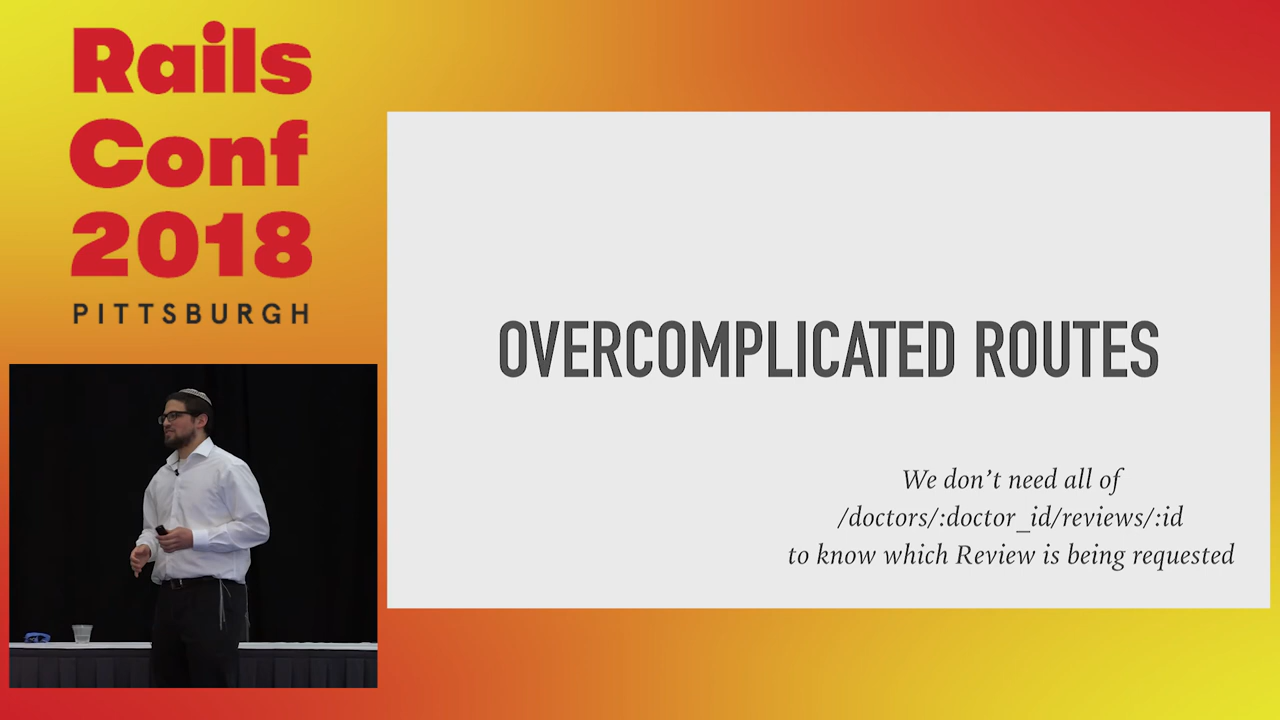 Rails
Conf
2018
PITTSBURGH
OVERCOMPLICATED ROUTES
We don’t need all of
/doctors/:doctor_id/reviews/:id
to know which Review is being requested